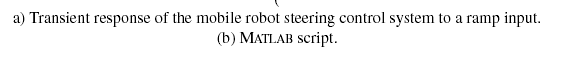 a) Transient response of the mobile robot steering control system to a ramp input.
(b) MATLAB script.